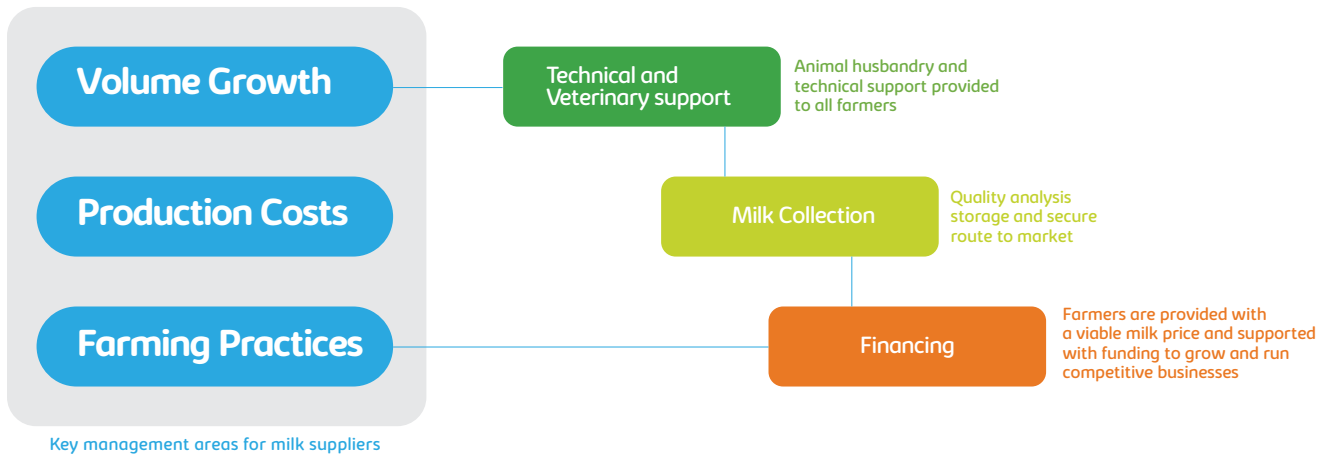 Volume Growth
Technical and
Veterinary support
Animal husbandry and
technical support provided
to all farmers
Production Costs
Milk Collection
Quality analysis
storage and secure
route to market
Farming Practices
Financing
Farmers are provided with
a viable milk price and supported
with funding to grow and run
competitive businesses
Key management areas for milk suppliers